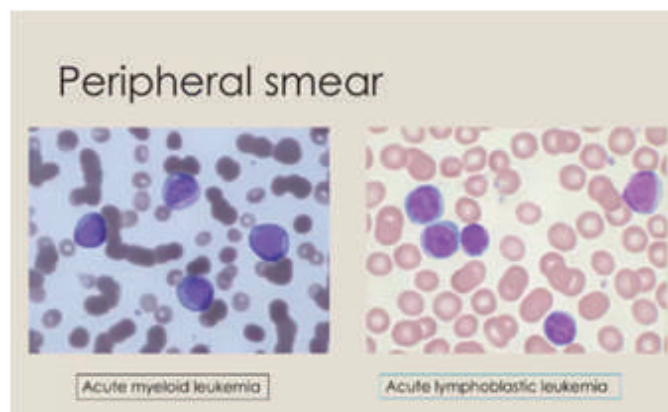 Peripheral smear
Acute myeloid leukemia
Acute lymphoblastic leukemia